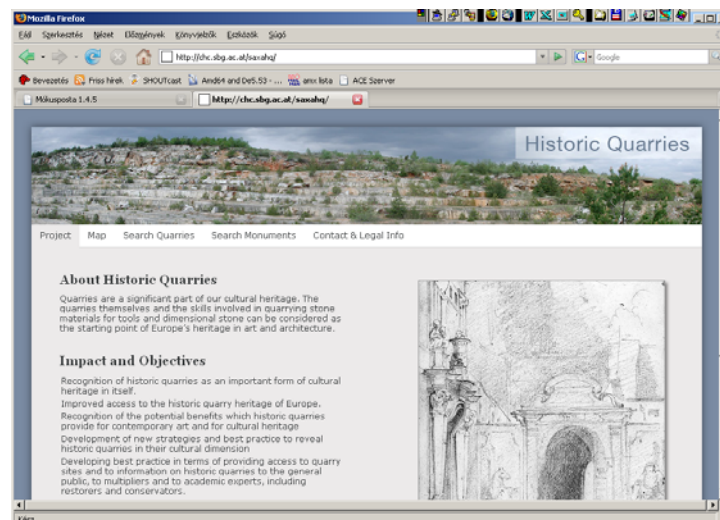 Mozilla Firefox
Fájl Szerkesztés Nézet Előzmények Könyvjelzők Eszközök Súgó
http://chc.sbg.ac.at/saxahq/
Google
Bevezetés Friss hírek SHOUTcast Amd64 and De5.53 - ... amx lista ACE Szerver
Mókusposta 1.4.5
http://chc.sbg.ac.at/saxahq/
Historic Quarries
Project Map Search Quarries Search Monuments Contact & Legal Info
About Historic Quarries
Quarries are a significant part of our cultural heritage. The
quarries themselves and the skills involved in quarrying stone
materials for tools and dimensional stone can be considered as
the starting point of Europe's heritage in art and architecture.
Impact and Objectives
Recognition of historic quarries as an important form of cultural
heritage in itself.
Improved access to the historic quarry heritage of Europe.
Recognition of the potential benefits which historic quarries
provide for contemporary art and for cultural heritage
Development of new strategies and best practice to reveal
historic quarries in their cultural dimension
Developing best practice in terms of providing access to quarry
sites and to information on historic quarries to the general
public, to multipliers and to academic experts, including
restorers and conservators.
Kész